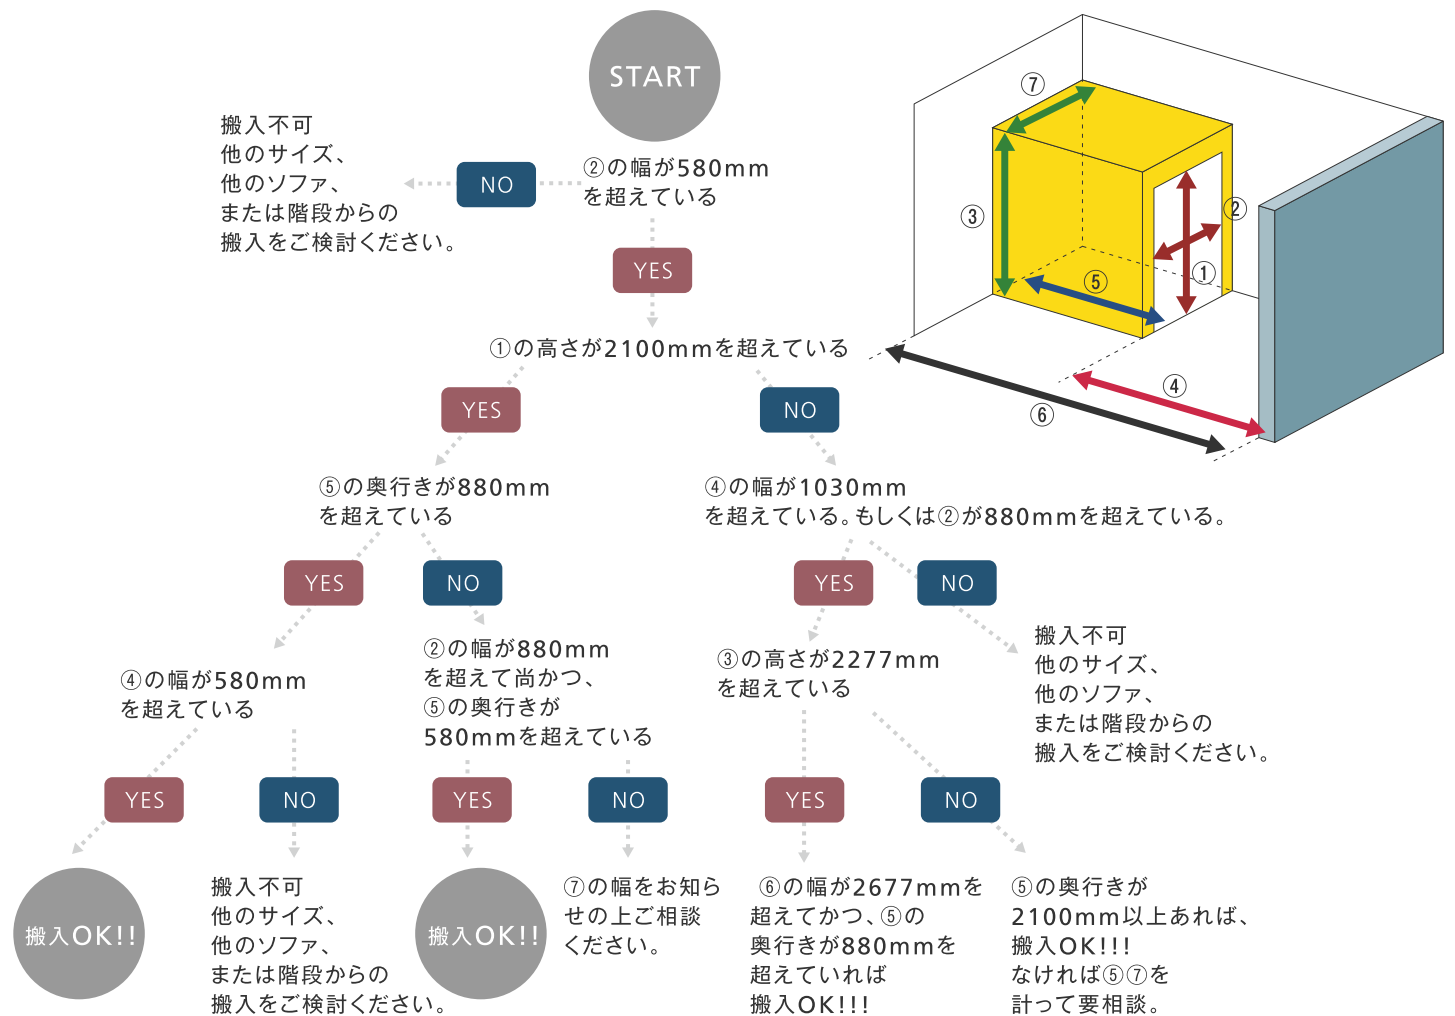 START
②の幅が580mm
を超えている
NO
搬入不可
他のサイズ、
他のソファ、
または階段からの
搬入をご検討ください。
YES
①の高さが2100mmを超えている
YES
NO
⑤の奥行きが880mm
を超えている
④の幅が1030mm
を超えている。もしくは②が880mmを超えている。
YES
NO
YES
NO
④の幅が580mm
を超えている
②の幅が880mm
を超えて尚かつ、
⑤の奥行きが
580mmを超えている
③の高さが2277mm
を超えている
搬入不可
他のサイズ、
他のソファ、
または階段からの
搬入をご検討ください。
YES
NO
YES
NO
YES
NO
搬入OK!!
搬入不可
他のサイズ、
他のソファ、
または階段からの
搬入をご検討ください。
搬入OK!!
⑦の幅をお知ら
せの上ご相談
ください。
⑥の幅が2677mmを
超えてかつ、⑤の
奥行きが880mmを
超えていれば
搬入OK!!!
⑤の奥行きが
2100mm以上あれば、
搬入OK!!!
なければ⑤⑦を
計って要相談。
⑦
③
②
①
⑤
④
⑥